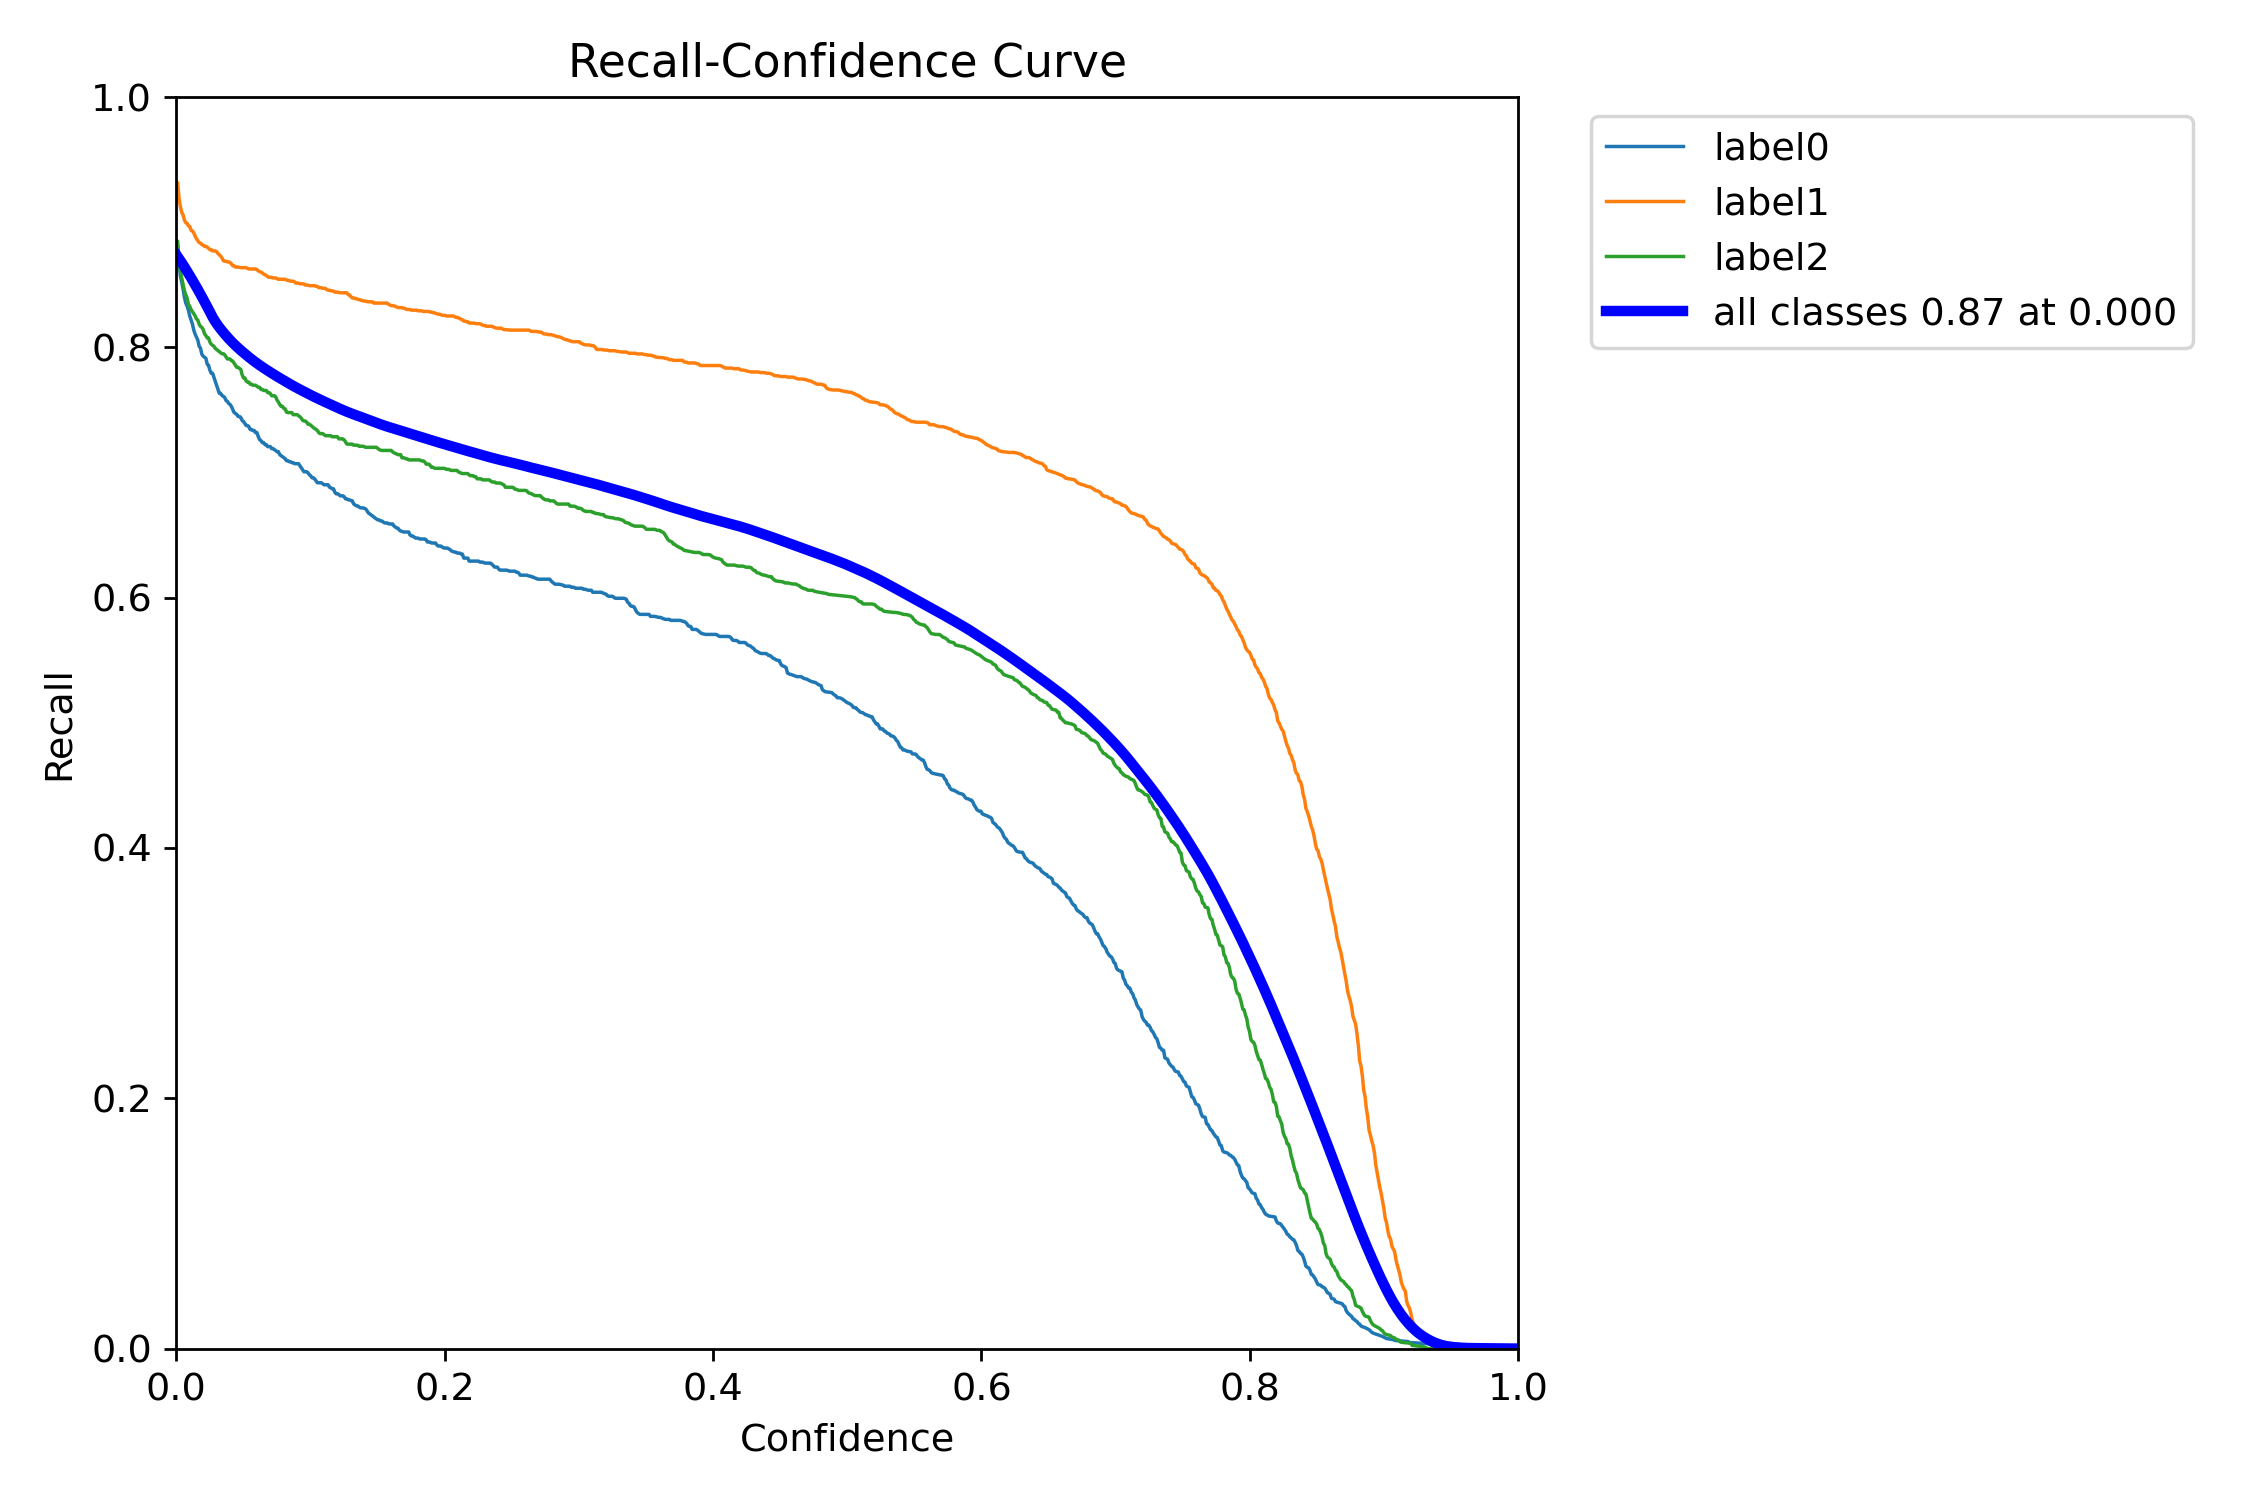 Recall-Confidence Curve
1.0
0.8
0.6
0.4
0.2
0.0
Recall
0.0 0.2 0.4 0.6 0.8 1.0
Confidence
label0
label1
label2
all classes 0.87 at 0.000